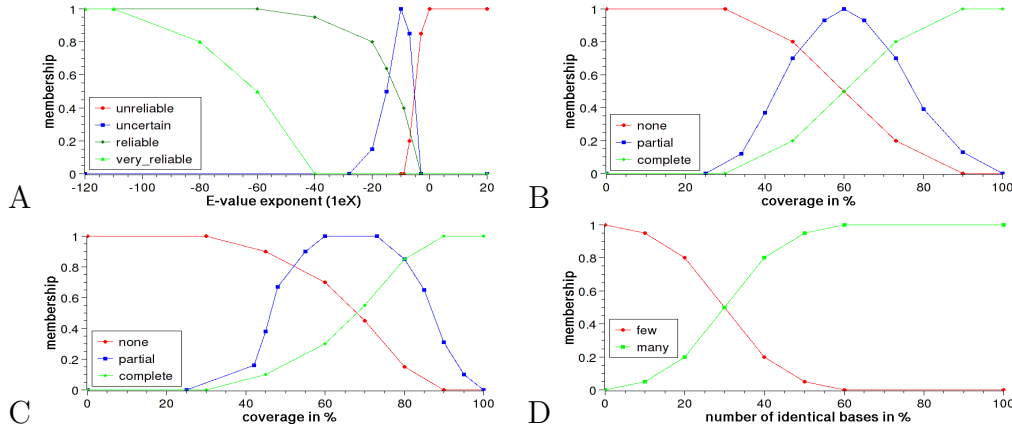 1
0.8
0.6
0.4
0.2
0
membership
unreliable
uncertain
reliable
very_reliable
-120 -100 -80 -60 -40 -20 0 20
E-value exponent (1eX)
A
1
0.8
0.6
0.4
0.2
0
membership
none
partial
complete
0 20 40 60 80 100
coverage in %
B
1
0.8
0.6
0.4
0.2
0
membership
none
partial
complete
0 20 40 60 80 100
coverage in %
C
1
0.8
0.6
0.4
0.2
0
membership
few
many
0 20 40 60 80 100
number of identical bases in %
D